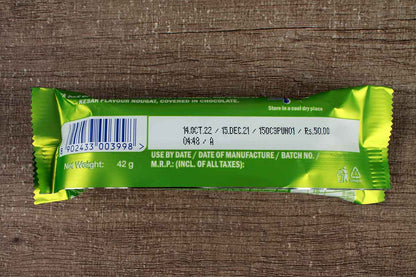 KESAR FLAVOUR NOUGAT, COVERED IN CHOCOLATE.
Store in a cool dry place
14.OCT.22 / 15.DEC.21 / 150C3PUN01 / Rs.50.00
04:48 / A
8 902433 003998 >
Net Weight: 42 g
USE BY DATE / DATE OF MANUFACTURE / BATCH NO. /
M.R.P.: (INCL. OF ALL TAXES):